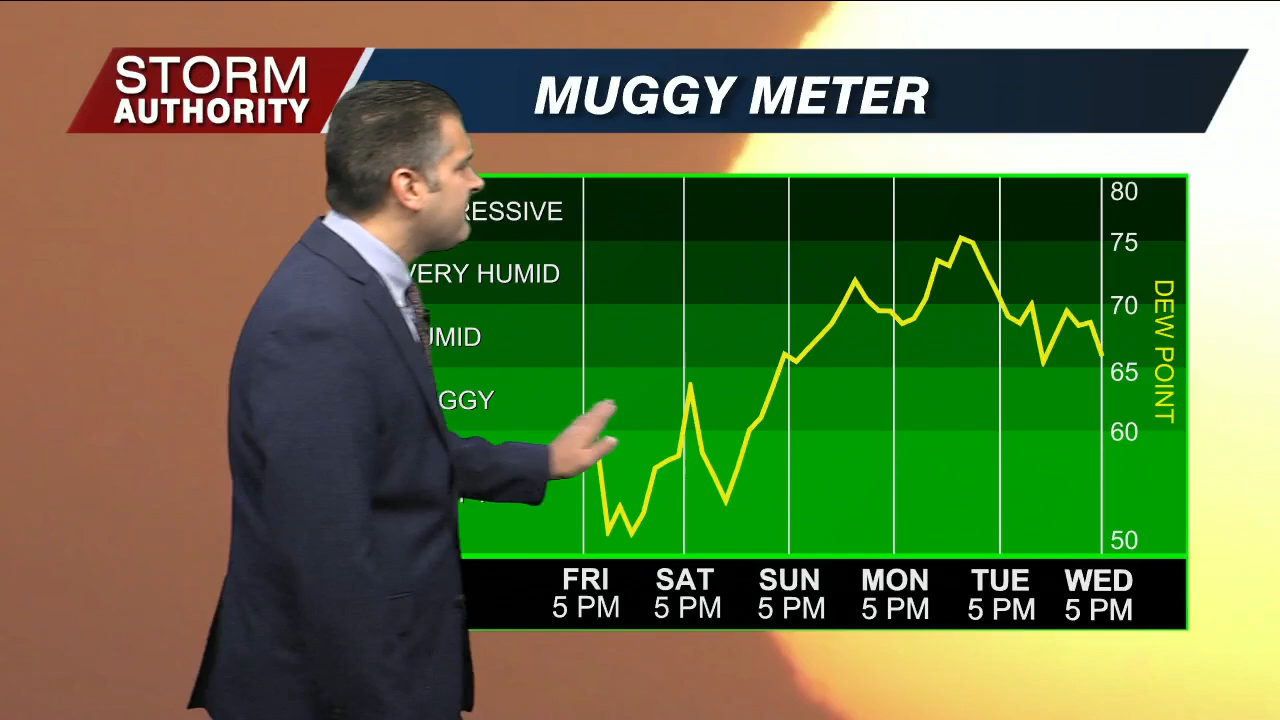 STORM
AUTHORITY
MUGGY METER
RESSIVE
VERY HUMID
UMID
GGY
80
75
70
65
60
50
DEW POINT
FRI SAT SUN MON TUE WED
5 PM 5 PM 5 PM 5 PM 5 PM 5 PM